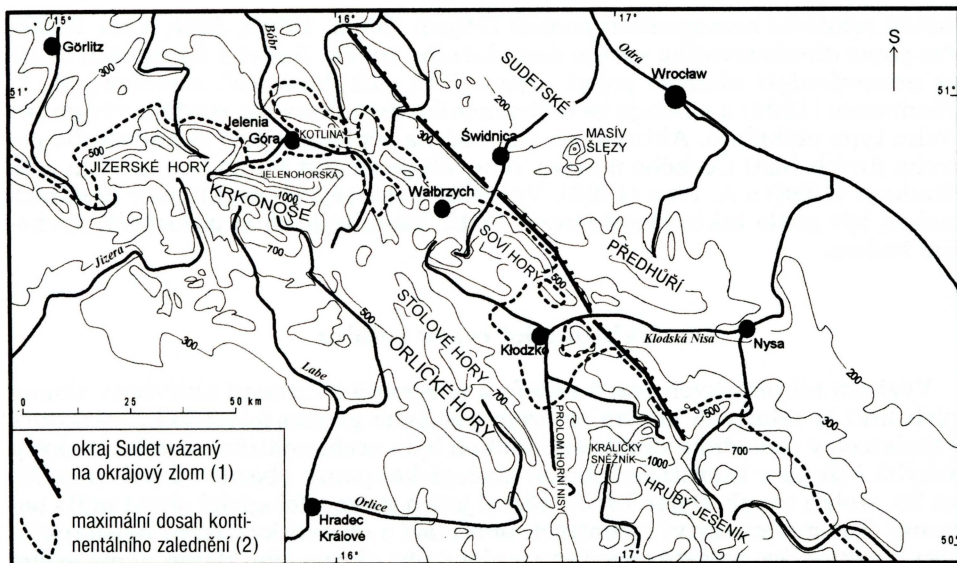 15°
16°
17°
Görlitz
300
Bóbr
Odra
S
51°
Wrocław
51°
SUDETSKÉ
200
Jelenia
Góra
KOTLINA
JELENOHORSKÁ
300
Świdnica
MASÍV
ŚLĘZY
500
JIZERSKÉ HORY
KRKONOŠE
1000
700
Wałbrzych
SOVÍ HORY
500
PŘEDHŮŘÍ
Jizera
500
STOLOVÉ HORY
ORLICKÉ HORY
700
Kłodzko
Klodská Nisa
Nysa
300
Labe
200
0 25 50 km
PROLOM HORNÍ NISY
KRÁLICKÝ
SNĚŽNÍK
1000
500
700
300
HRUBÝ JESENÍK
okraj Sudet vázaný
na okrajový zlom (1)
maximální dosah konti-
nentálního zalednění (2)
Hradec
Králové
Orlice
16°
17°
50°